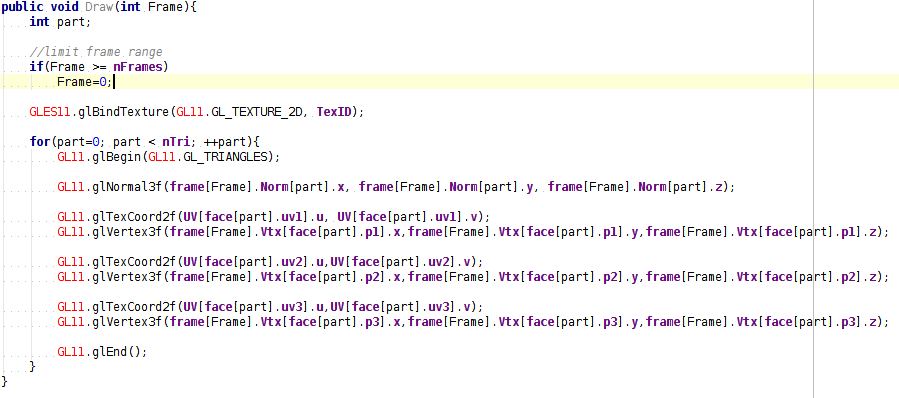 public void Draw(int Frame){
int part;
//limit frame range
if(Frame >= nFrames)
Frame=0;
GLES11.glBindTexture(GL11.GL_TEXTURE_2D, TexID);
for(part=0; part < nTri; ++part){
GL11.glBegin(GL11.GL_TRIANGLES);
GL11.glNormal3f(frame[Frame].Norm[part].x, frame[Frame].Norm[part].y, frame[Frame].Norm[part].z);
GL11.glTexCoord2f(UV[face[part].uv1].u, UV[face[part].uv1].v);
GL11.glVertex3f(frame[Frame].Vtx[face[part].p1].x,frame[Frame].Vtx[face[part].p1].y,frame[Frame].Vtx[face[part].p1].z);
GL11.glTexCoord2f(UV[face[part].uv2].u,UV[face[part].uv2].v);
GL11.glVertex3f(frame[Frame].Vtx[face[part].p2].x,frame[Frame].Vtx[face[part].p2].y,frame[Frame].Vtx[face[part].p2].z);
GL11.glTexCoord2f(UV[face[part].uv3].u,UV[face[part].uv3].v);
GL11.glVertex3f(frame[Frame].Vtx[face[part].p3].x,frame[Frame].Vtx[face[part].p3].y,frame[Frame].Vtx[face[part].p3].z);
GL11.glEnd();
}
}